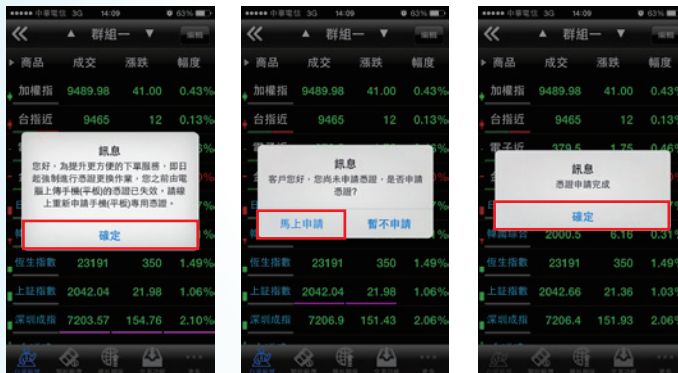 中華電信 3G 14:09 63%
群組一 編輯
商品 成交 漲跌 幅度
加權指 9489.98 41.00 0.43%
台指近 9465 12 0.13%
訊息
您好，為提升更方便的下單服務，即日
起強制進行憑證更換作業，您之前由電
腦上傳手機(平板)的憑證已失效，請線
上重新申請手機(平板)專用憑證。
確定
恆生指數 23191 350 1.49%
上証指數 2042.04 21.98 1.06%
深圳成指 7203.57 154.76 2.10%
中華電信 3G 14:09 63%
群組一 編輯
商品 成交 漲跌 幅度
加權指 9489.98 41.00 0.43%
台指近 9465 12 0.13%
訊息
客戶您好，您尚未申請憑證，是否申請
憑證?
馬上申請 暫不申請
恆生指數 23191 350 1.49%
上証指數 2042.04 21.98 1.06%
深圳成指 7206.9 151.43 2.06%
中華電信 3G 14:09 63%
群組一 編輯
商品 成交 漲跌 幅度
加權指 9489.98 41.00 0.43%
台指近 9465 12 0.13%
電子近 379.5 1.75 0.46%
訊息
憑證申請完成
確定
韓國綜合 2000.5 6.16 0.31%
恆生指數 23191 350 1.49%
上証指數 2042.66 21.36 1.03%
深圳成指 7206.4 151.93 2.06%